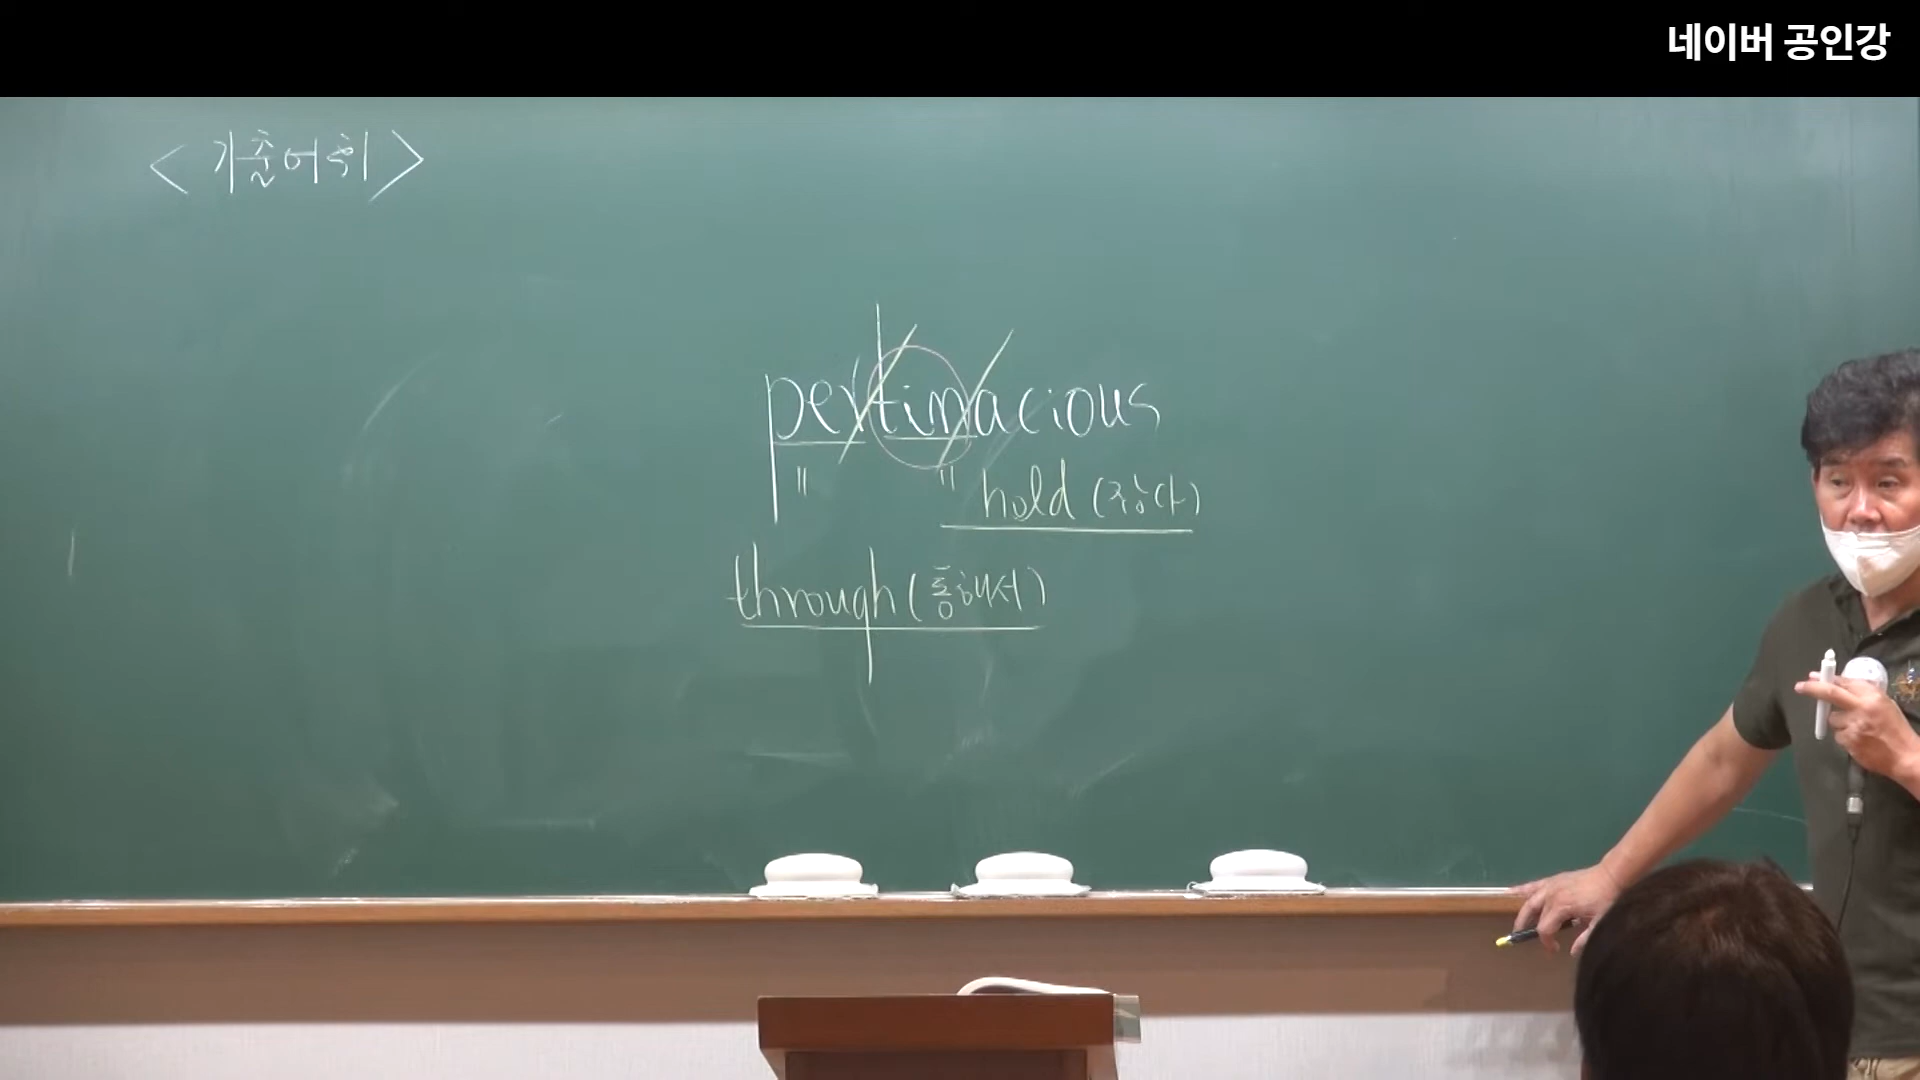 네이버 공인강
< 기출어휘 >
pertinacious
" " hold (잡다)
through (통해서)